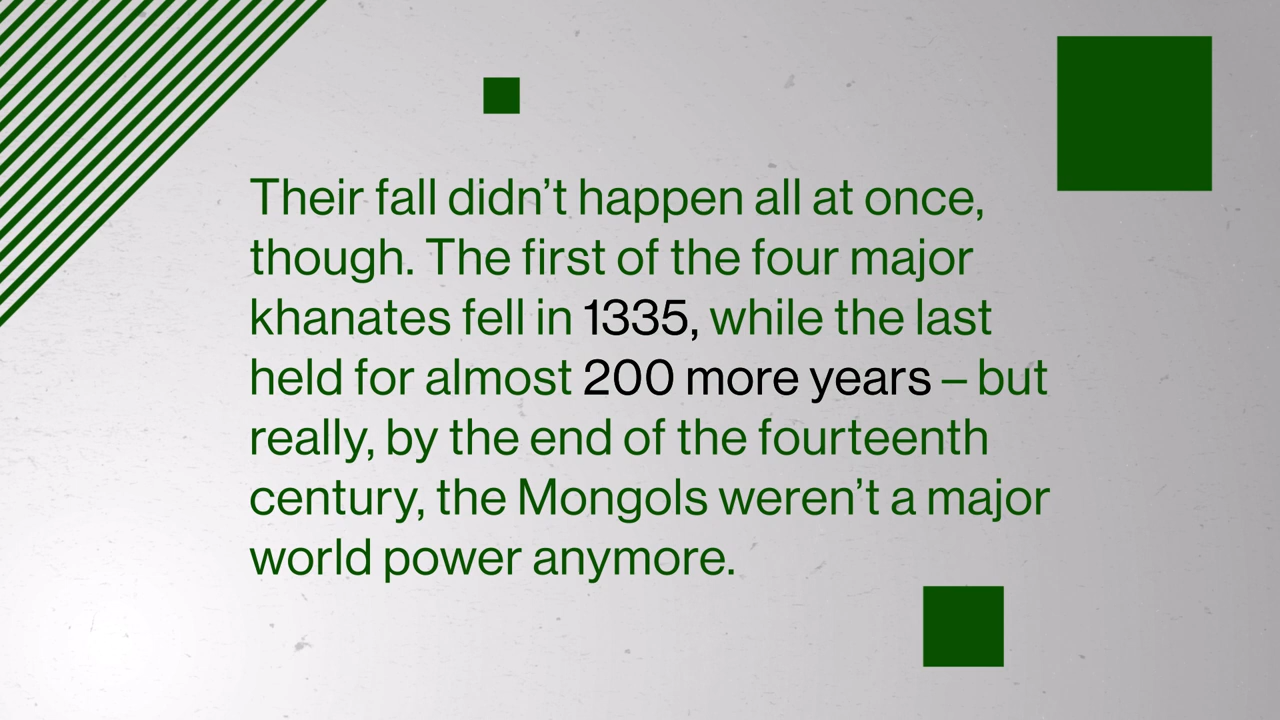 Their fall didn’t happen all at once,
though. The first of the four major
khanates fell in 1335, while the last
held for almost 200 more years – but
really, by the end of the fourteenth
century, the Mongols weren’t a major
world power anymore.